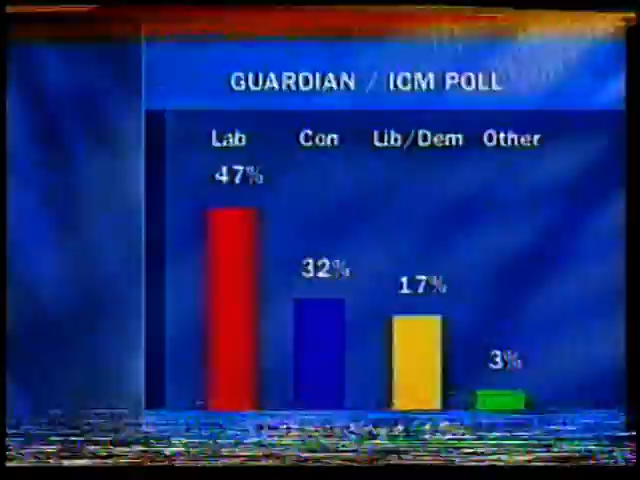 GUARDIAN / ICM POLL
Lab Con Lib/Dem Other
47%
32%
17%
3%